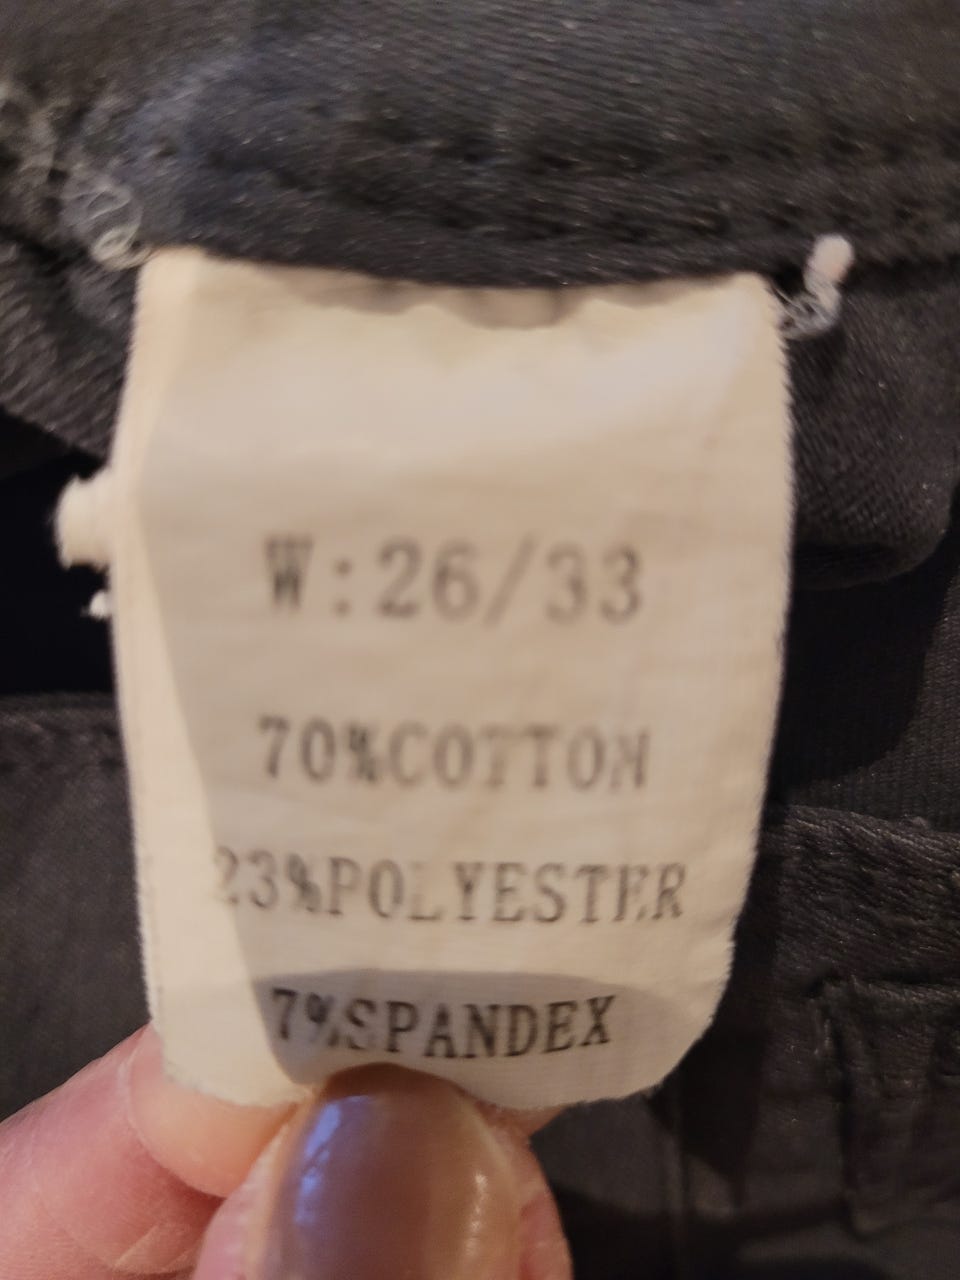 W:26/33
70%COTTON
23%POLYESTER
7%SPANDEX